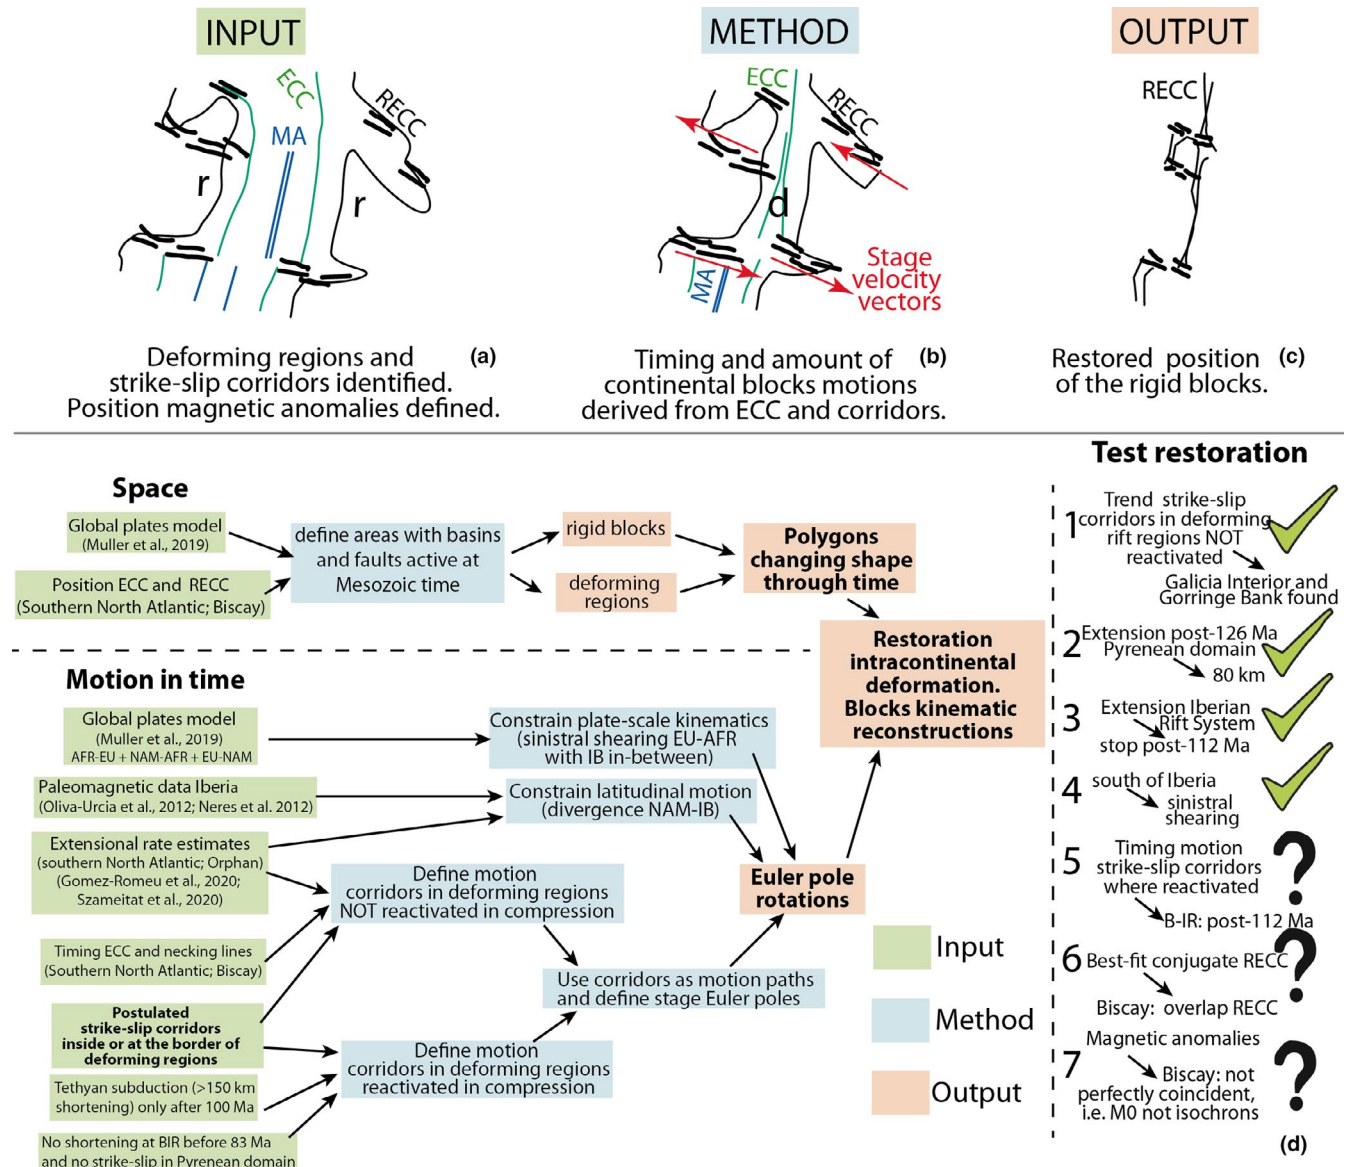 INPUT
METHOD
OUTPUT
ECC
MA
RECC
r
r
ECC
RECC
d
MA
Stage
velocity
vectors
RECC
Deforming regions and
strike-slip corridors identified.
Position magnetic anomalies defined.
(a)
Timing and amount of
continental blocks motions
derived from ECC and corridors.
(b)
Restored position
of the rigid blocks.
(c)
Space
Global plates model
(Muller et al., 2019)
Position ECC and RECC
(Southern North Atlantic; Biscay)
define areas with basins
and faults active at
Mesozoic time
rigid blocks
deforming
regions
Polygons
changing shape
through time
Restoration
intracontinental
deformation.
Blocks kinematic
reconstructions
Motion in time
Global plates model
(Muller et al., 2019)
AFR-EU + NAM-AFR + EU-NAM
Paleomagnetic data Iberia
(Oliva-Urcia et al., 2012; Neres et al. 2012)
Extensional rate estimates
(southern North Atlantic; Orphan)
(Gomez-Romeu et al., 2020;
Szameitat et al., 2020)
Timing ECC and necking lines
(Southern North Atlantic; Biscay)
Postulated
strike-slip corridors
inside or at the border of
deforming regions
Tethyan subduction (>150 km
shortening) only after 100 Ma
No shortening at BIR before 83 Ma
and no strike-slip in Pyrenean domain
Constrain plate-scale kinematics
(sinistral shearing EU-AFR
with IB in-between)
Constrain latitudinal motion
(divergence NAM-IB)
Define motion
corridors in deforming regions
NOT reactivated in compression
Use corridors as motion paths
and define stage Euler poles
Define motion
corridors in deforming regions
reactivated in compression
Euler pole
rotations
Input
Method
Output
Test restoration
1 Trend strike-slip
corridors in deforming
rift regions NOT
reactivated
Galicia Interior and
Gorringe Bank found
2 Extension post-126 Ma
Pyrenean domain
80 km
3 Extension Iberian
Rift System
stop post-112 Ma
4 south of Iberia
sinistral
shearing
5 Timing motion
strike-slip corridors
where reactivated
?
B-IR: post-112 Ma
6 Best-fit conjugate RECC
?
Biscay: overlap RECC
7 Magnetic anomalies
?
Biscay: not
perfectly coincident,
i.e. M0 not isochrons
(d)